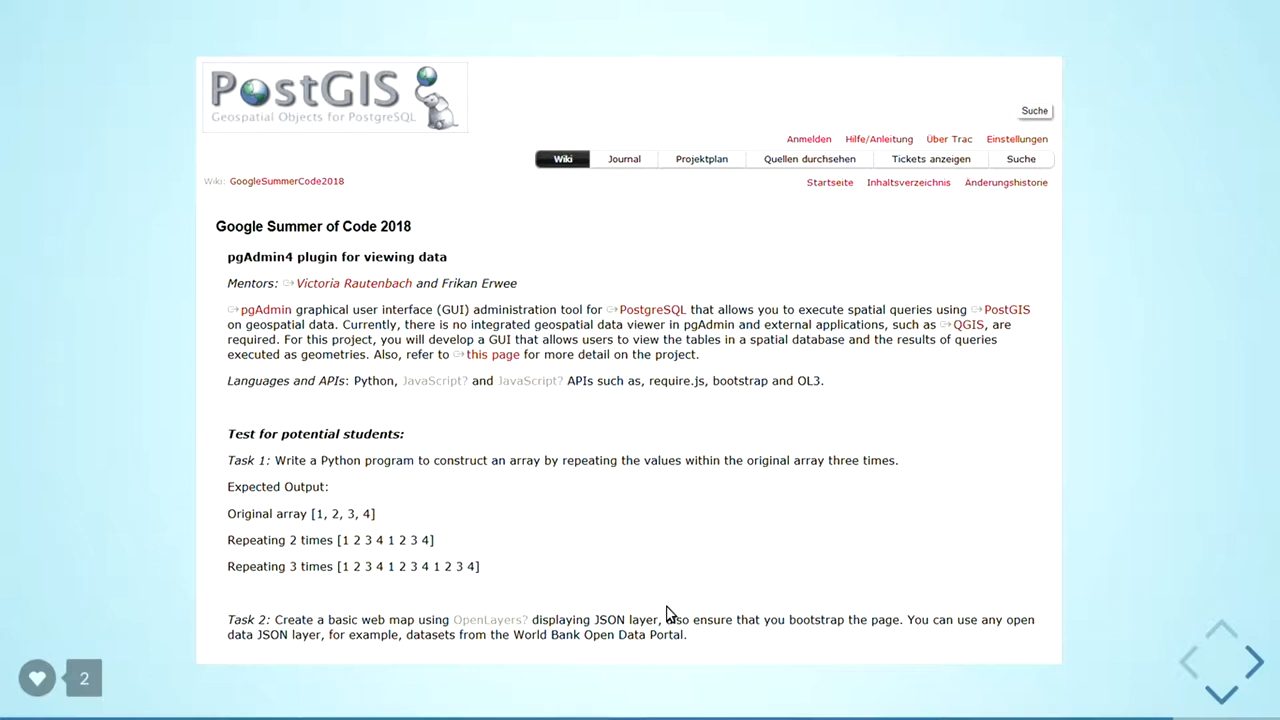 PostGIS
Geospatial Objects for PostgreSQL
Suche
Anmelden Hilfe/Anleitung Über Trac Einstellungen
Wiki Journal Projektplan Quellen durchsehen Tickets anzeigen Suche
Wiki: GoogleSummerCode2018
Startseite Inhaltsverzeichnis Änderungshistorie
Google Summer of Code 2018
pgAdmin4 plugin for viewing data
Mentors: Victoria Rautenbach and Frikan Erwee
pgAdmin graphical user interface (GUI) administration tool for PostgreSQL that allows you to execute spatial queries using PostGIS
on geospatial data. Currently, there is no integrated geospatial data viewer in pgAdmin and external applications, such as QGIS, are
required. For this project, you will develop a GUI that allows users to view the tables in a spatial database and the results of queries
executed as geometries. Also, refer to this page for more detail on the project.
Languages and APIs: Python, JavaScript? and JavaScript? APIs such as, require.js, bootstrap and OL3.
Test for potential students:
Task 1: Write a Python program to construct an array by repeating the values within the original array three times.
Expected Output:
Original array [1, 2, 3, 4]
Repeating 2 times [1 2 3 4 1 2 3 4]
Repeating 3 times [1 2 3 4 1 2 3 4 1 2 3 4]
Task 2: Create a basic web map using OpenLayers? displaying JSON layer, also ensure that you bootstrap the page. You can use any open
data JSON layer, for example, datasets from the World Bank Open Data Portal.
2